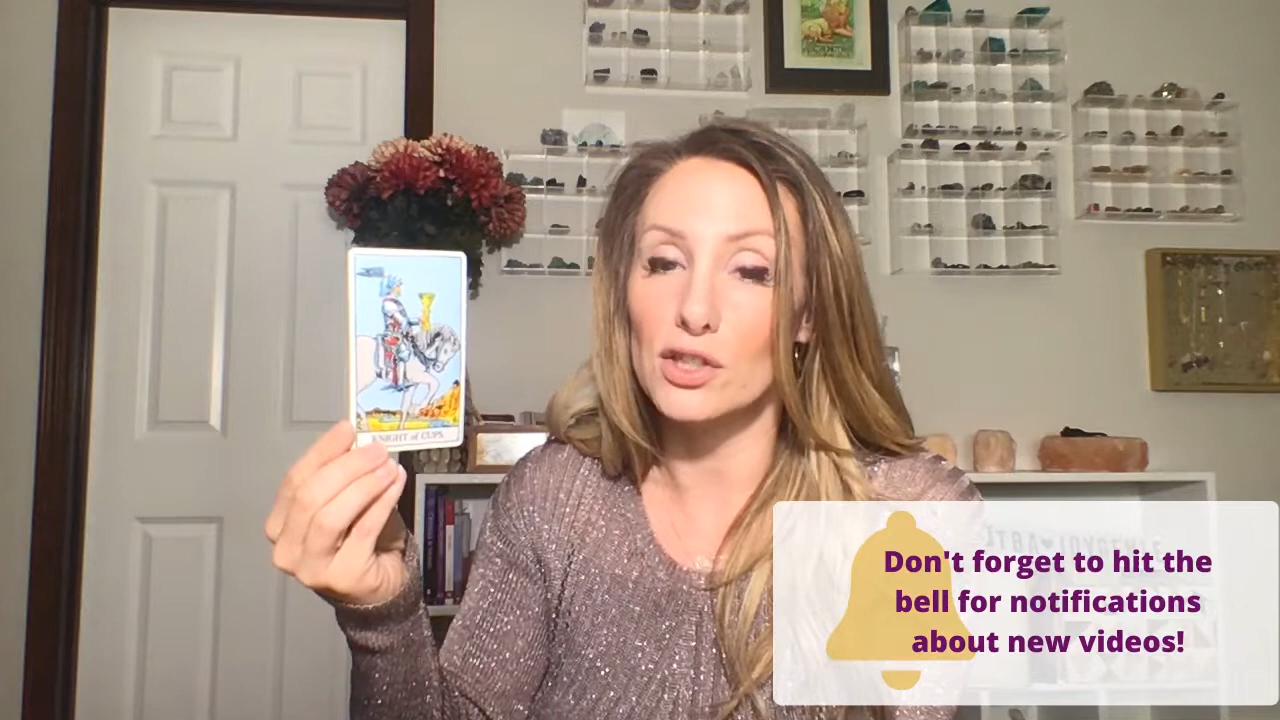 KNIGHT of CUPS.
Don't forget to hit the
bell for notifications
about new videos!